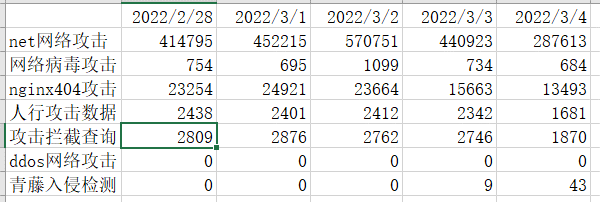 2022/2/28 2022/3/1 2022/3/2 2022/3/3 2022/3/4
net网络攻击 414795 452215 570751 440923 287613
网络病毒攻击 754 695 1099 734 684
nginx404攻击 23254 24921 23664 15663 13493
人行攻击数据 2438 2401 2412 2342 1681
攻击拦截查询 2809 2876 2762 2746 1870
ddos网络攻击 0 0 0 0 0
青藤入侵检测 0 0 0 9 43